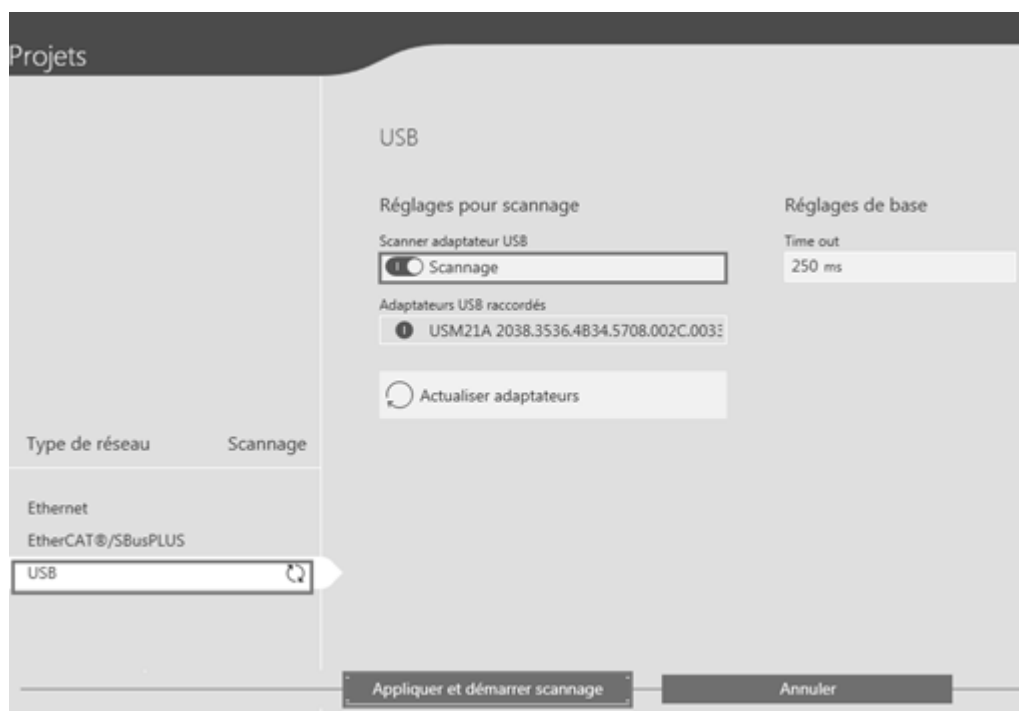 Projets
USB
Réglages pour scannage
Réglages de base
Scanner adaptateur USB
Time out
Scannage
250 ms
Adaptateurs USB raccordés
USM21A 2038.3536.4B34.5708.002C.0033
Actualiser adaptateurs
Type de réseau Scannage
Ethernet
EtherCAT®/SBusPLUS
USB
Appliquer et démarrer scannage
Annuler